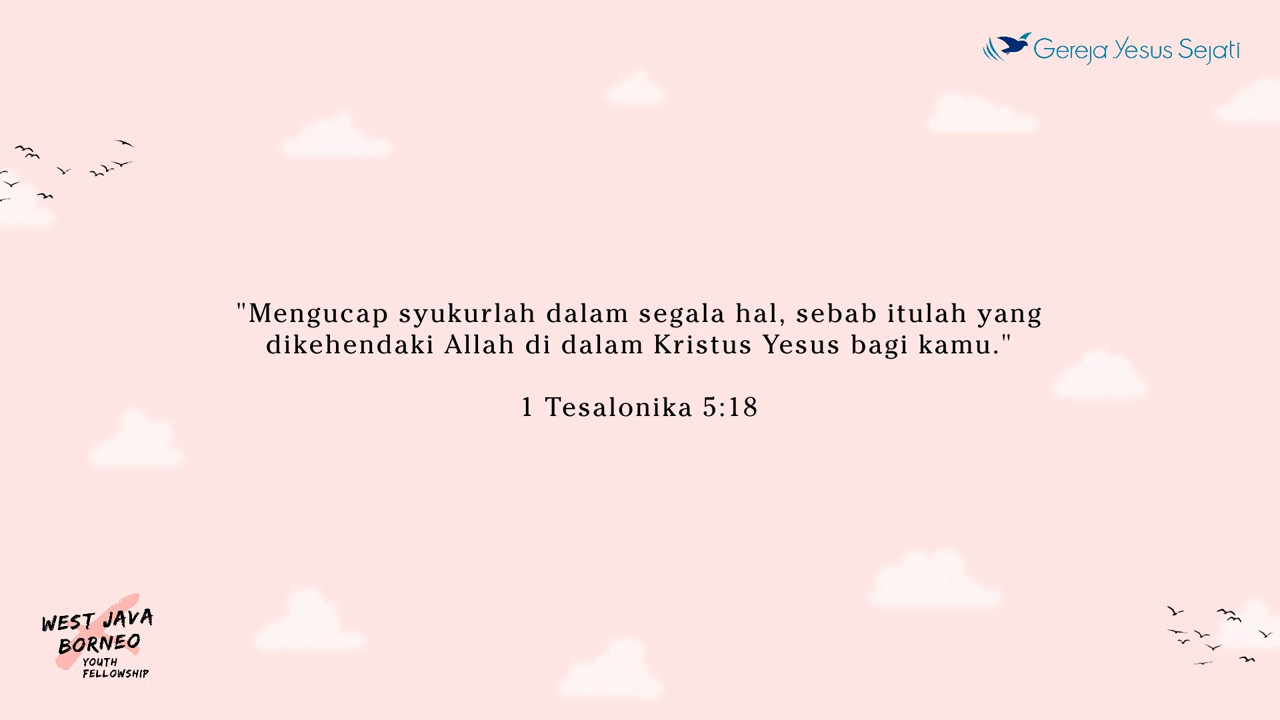 Gereja Yesus Sejati
"Mengucap syukurlah dalam segala hal, sebab itulah yang
dikehendaki Allah di dalam Kristus Yesus bagi kamu."
1 Tesalonika 5:18
WEST JAVA
BORNEO
YOUTH
FELLOWSHIP